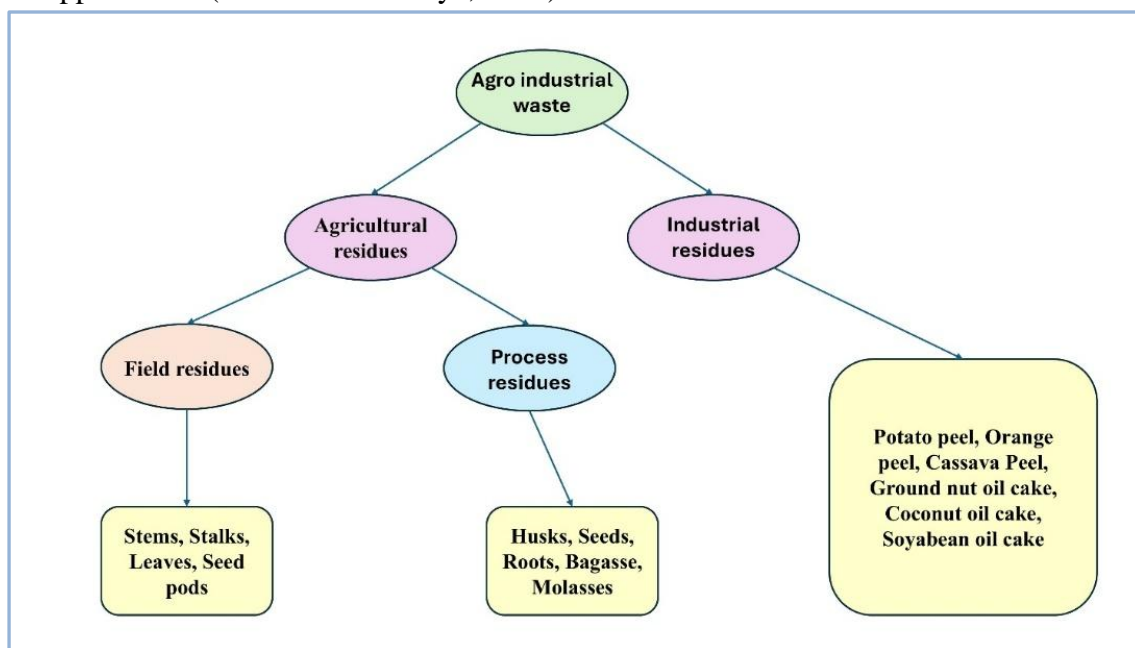 Agro industrial
waste
Agricultural
residues
Industrial
residues
Field residues
Process
residues
Stems, Stalks,
Leaves, Seed
pods
Husks, Seeds,
Roots, Bagasse,
Molasses
Potato peel, Orange
peel, Cassava Peel,
Ground nut oil cake,
Coconut oil cake,
Soyabean oil cake